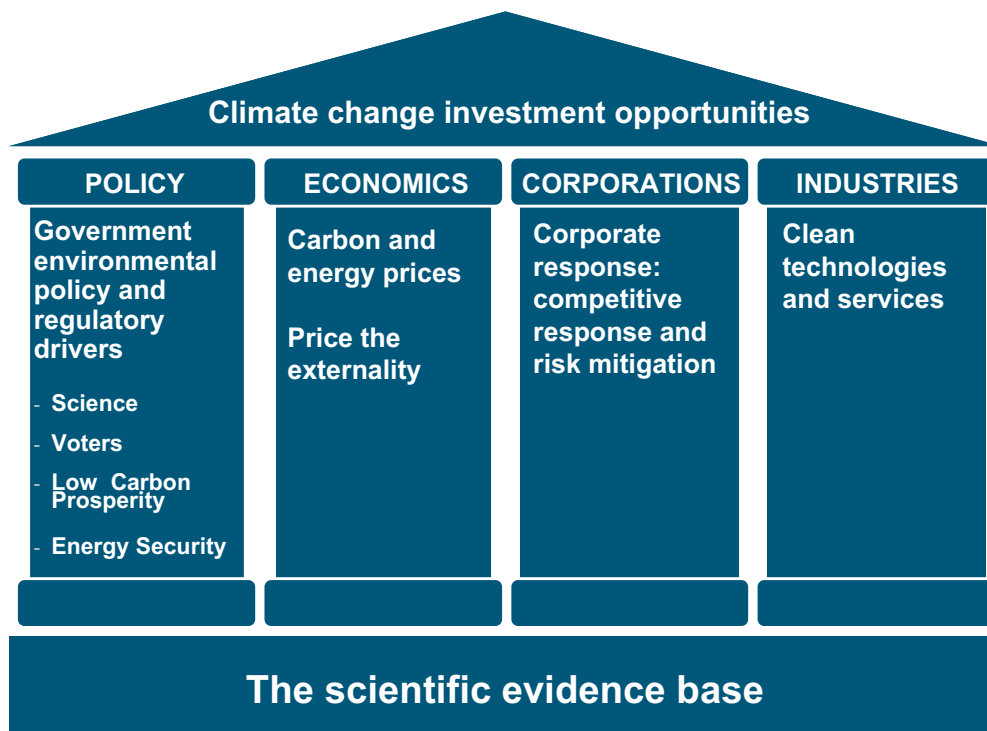 Climate change investment opportunities
POLICY
Government
environmental
policy and
regulatory
drivers
- Science
- Voters
- Low Carbon
Prosperity
- Energy Security
ECONOMICS
Carbon and
energy prices
Price the
externality
CORPORATIONS
Corporate
response:
competitive
response and
risk mitigation
INDUSTRIES
Clean
technologies
and services
The scientific evidence base